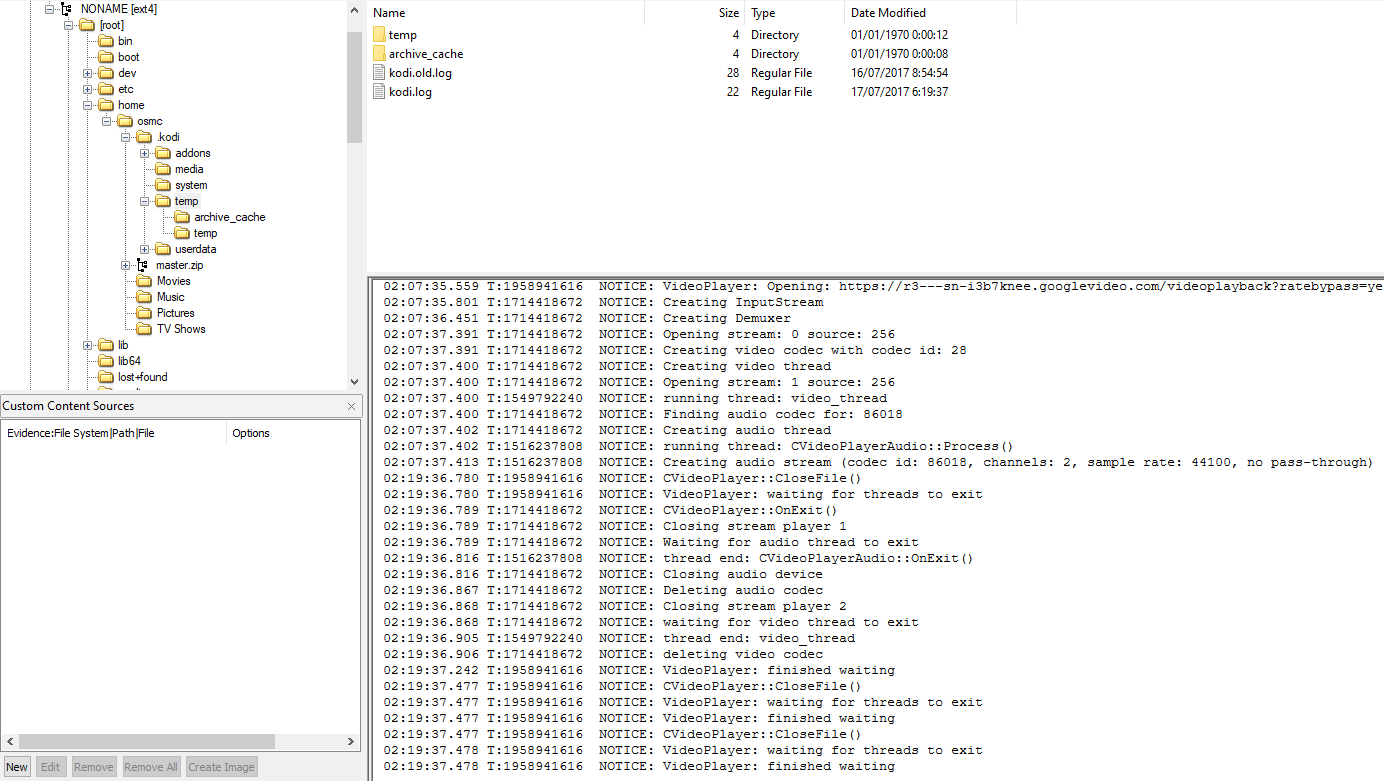 NONAME [ext4]
[root]
bin
boot
dev
etc
home
osmc
.kodi
addons
media
system
temp
archive_cache
temp
userdata
master.zip
Movies
Music
Pictures
TV Shows
lib
lib64
lost+found
Custom Content Sources
Evidence:File System|Path|File Options
New Edit Remove Remove All Create Image
Name Size Type Date Modified
temp 4 Directory 01/01/1970 0:00:12
archive_cache 4 Directory 01/01/1970 0:00:08
kodi.old.log 28 Regular File 16/07/2017 8:54:54
kodi.log 22 Regular File 17/07/2017 6:19:37
02:07:35.559 T:1958941616 NOTICE: VideoPlayer: Opening: https://r3---sn-i3b7knee.googlevideo.com/videoplayback?ratebypass=ye
02:07:35.801 T:1714418672 NOTICE: Creating InputStream
02:07:36.451 T:1714418672 NOTICE: Creating Demuxer
02:07:37.391 T:1714418672 NOTICE: Opening stream: 0 source: 256
02:07:37.391 T:1714418672 NOTICE: Creating video codec with codec id: 28
02:07:37.400 T:1714418672 NOTICE: Creating video thread
02:07:37.400 T:1714418672 NOTICE: Opening stream: 1 source: 256
02:07:37.400 T:1549792240 NOTICE: running thread: video_thread
02:07:37.400 T:1714418672 NOTICE: Finding audio codec for: 86018
02:07:37.402 T:1714418672 NOTICE: Creating audio thread
02:07:37.402 T:1516237808 NOTICE: running thread: CVideoPlayerAudio::Process()
02:07:37.413 T:1516237808 NOTICE: Creating audio stream (codec id: 86018, channels: 2, sample rate: 44100, no pass-through)
02:19:36.780 T:1958941616 NOTICE: CVideoPlayer::CloseFile()
02:19:36.780 T:1958941616 NOTICE: VideoPlayer: waiting for threads to exit
02:19:36.789 T:1714418672 NOTICE: CVideoPlayer::OnExit()
02:19:36.789 T:1714418672 NOTICE: Closing stream player 1
02:19:36.789 T:1714418672 NOTICE: Waiting for audio thread to exit
02:19:36.816 T:1516237808 NOTICE: thread end: CVideoPlayerAudio::OnExit()
02:19:36.816 T:1714418672 NOTICE: Closing audio device
02:19:36.867 T:1714418672 NOTICE: Deleting audio codec
02:19:36.868 T:1714418672 NOTICE: Closing stream player 2
02:19:36.868 T:1714418672 NOTICE: waiting for video thread to exit
02:19:36.905 T:1549792240 NOTICE: thread end: video_thread
02:19:36.906 T:1714418672 NOTICE: deleting video codec
02:19:37.242 T:1958941616 NOTICE: VideoPlayer: finished waiting
02:19:37.477 T:1958941616 NOTICE: CVideoPlayer::CloseFile()
02:19:37.477 T:1958941616 NOTICE: VideoPlayer: waiting for threads to exit
02:19:37.477 T:1958941616 NOTICE: VideoPlayer: finished waiting
02:19:37.477 T:1958941616 NOTICE: CVideoPlayer::CloseFile()
02:19:37.478 T:1958941616 NOTICE: VideoPlayer: waiting for threads to exit
02:19:37.478 T:1958941616 NOTICE: VideoPlayer: finished waiting